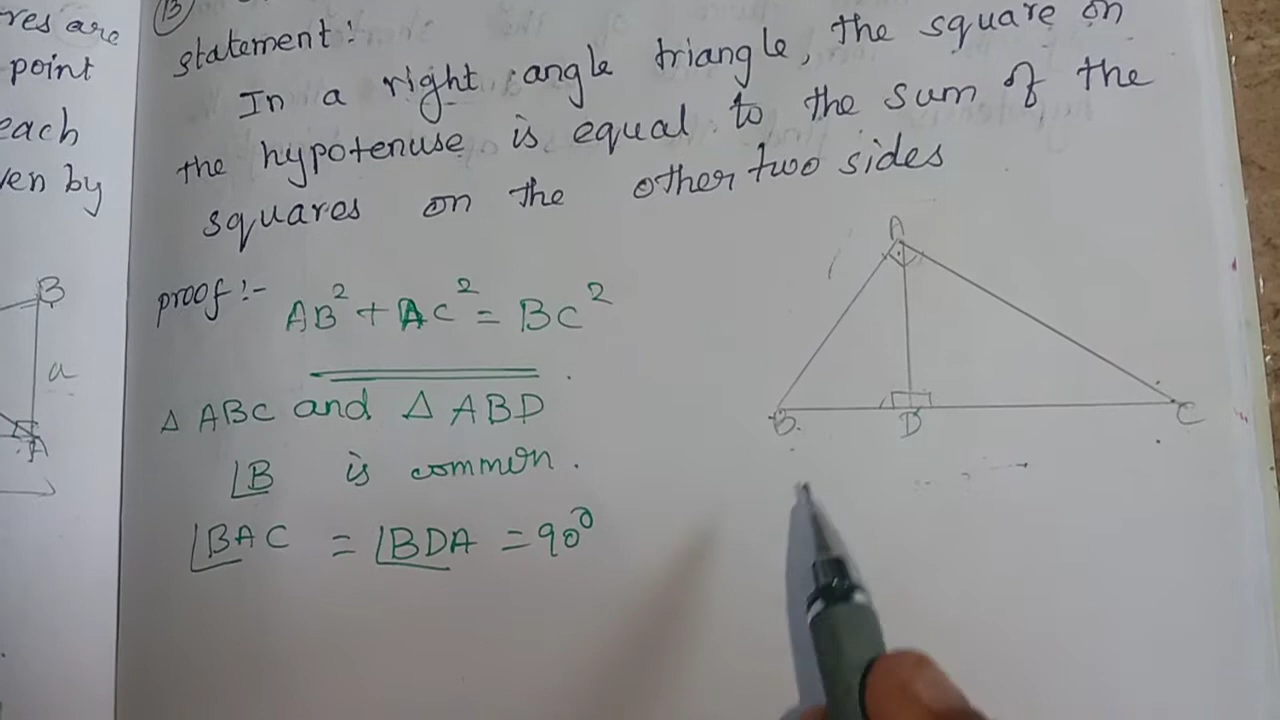 res are
point
each
ven by
B
a
A
13
statement:
In a right angle triangle, the square on
the hypotenuse is equal to the sum of the
squares on the other two sides
proof:-
AB² + AC² = BC²
△ ABC and △ ABD
∠B is common.
∠BAC = ∠BDA = 90°
A
B
D
C